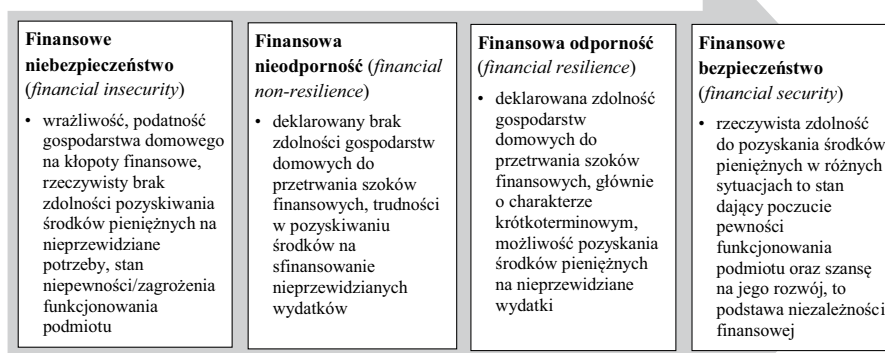 Finansowe
niebezpieczeństwo
(financial insecurity)
• wrażliwość, podatność
gospodarstwa domowego
na kłopoty finansowe,
rzeczywisty brak
zdolności pozyskiwania
środków pieniężnych na
nieprzewidziane
potrzeby, stan
niepewności/zagrożenia
funkcjonowania
podmiotu
Finansowa
nieodporność (financial
non-resilience)
• deklarowany brak
zdolności gospodarstw
domowych do
przetrwania szoków
finansowych, trudności
w pozyskiwaniu
środków na
sfinansowanie
nieprzewidzianych
wydatków
Finansowa odporność
(financial resilience)
• deklarowana zdolność
gospodarstw
domowych do
przetrwania szoków
finansowych, głównie
o charakterze
krótkoterminowym,
możliwość pozyskania
środków pieniężnych
na nieprzewidziane
wydatki
Finansowe
bezpieczeństwo
(financial security)
• rzeczywista zdolność
do pozyskania środków
pieniężnych w różnych
sytuacjach to stan
dający poczucie
pewności
funkcjonowania
podmiotu oraz szansę
na jego rozwój, to
podstawa niezależności
finansowej